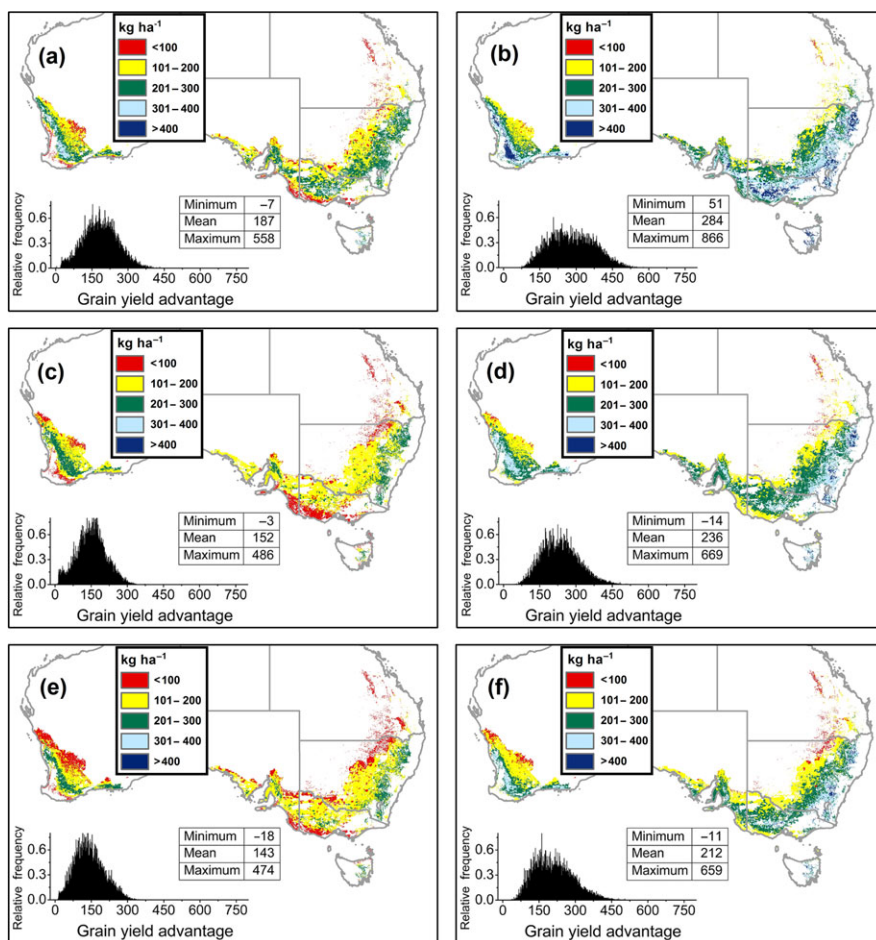 (a)
kg ha⁻¹
<100
101–200
201–300
301–400
>400
Relative frequency
0.6
0.3
0.0
0 150 300 450 600 750
Grain yield advantage
Minimum –7
Mean 187
Maximum 558
(b)
kg ha⁻¹
<100
101–200
201–300
301–400
>400
Relative frequency
0.6
0.3
0.0
0 150 300 450 600 750
Grain yield advantage
Minimum 51
Mean 284
Maximum 866
(c)
kg ha⁻¹
<100
101–200
201–300
301–400
>400
Relative frequency
0.6
0.3
0.0
0 150 300 450 600 750
Grain yield advantage
Minimum –3
Mean 152
Maximum 486
(d)
kg ha⁻¹
<100
101–200
201–300
301–400
>400
Relative frequency
0.6
0.3
0.0
0 150 300 450 600 750
Grain yield advantage
Minimum –14
Mean 236
Maximum 669
(e)
kg ha⁻¹
<100
101–200
201–300
301–400
>400
Relative frequency
0.6
0.3
0.0
0 150 300 450 600 750
Grain yield advantage
Minimum –18
Mean 143
Maximum 474
(f)
kg ha⁻¹
<100
101–200
201–300
301–400
>400
Relative frequency
0.6
0.3
0.0
0 150 300 450 600 750
Grain yield advantage
Minimum –11
Mean 212
Maximum 659